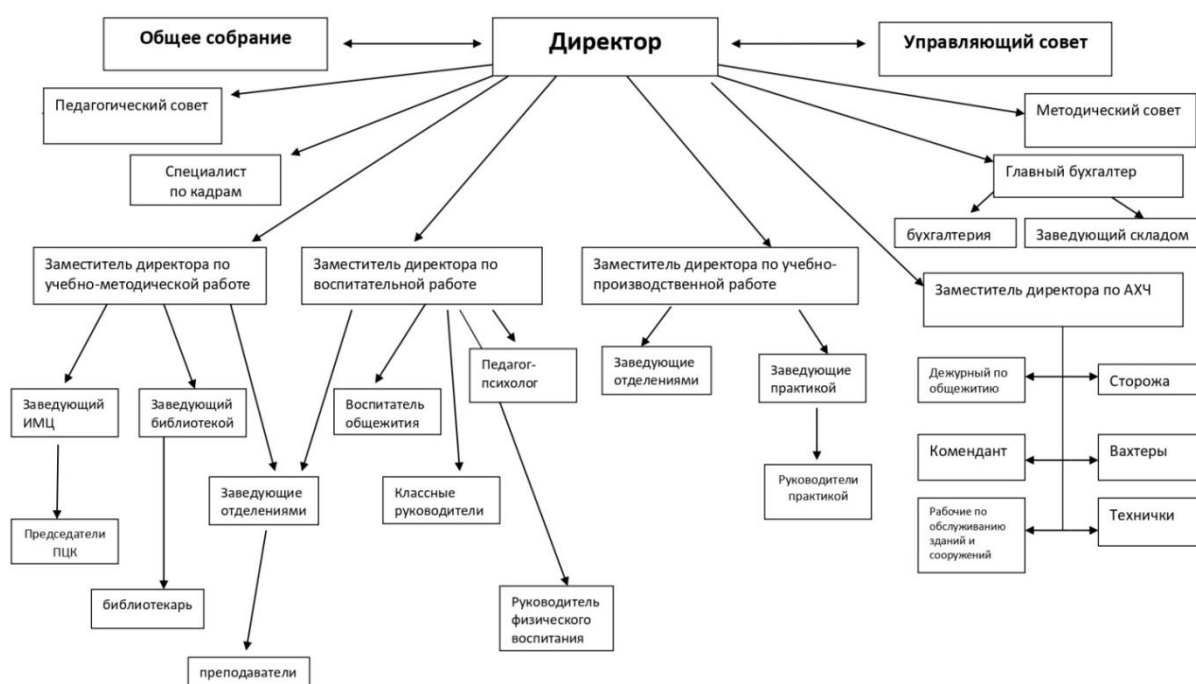 Общее собрание
Директор
Управляющий совет
Педагогический совет
Методический совет
Специалист
по кадрам
Главный бухгалтер
бухгалтерия
Заведующий складом
Заместитель директора по
учебно-методической работе
Заместитель директора по
воспитательной работе
Заместитель директора по учебно-
производственной работе
Заместитель директора по АХЧ
Заведующий
ИМЦ
Заведующий
библиотекой
Воспитатель
общежития
Педагог-
психолог
Заведующие
отделениями
Заведующие
практикой
Дежурный по
общежитию
Сторожа
Комендант
Вахтеры
Председатели
ПЦК
Заведующие
отделениями
Классные
руководители
Руководители
практикой
Рабочие по
обслуживанию
зданий и
сооружений
Технички
библиотекарь
Руководитель
физического
воспитания
преподаватели